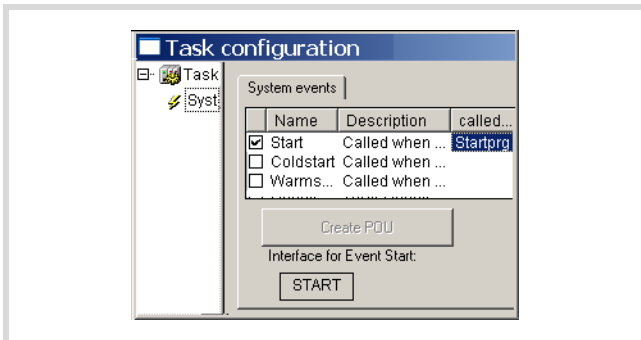 Task configuration
Task
Syst
System events
Name Description called...
Start Called when ... Startprg
Coldstart Called when ...
Warms... Called when ...
Create POU
Interface for Event Start:
START